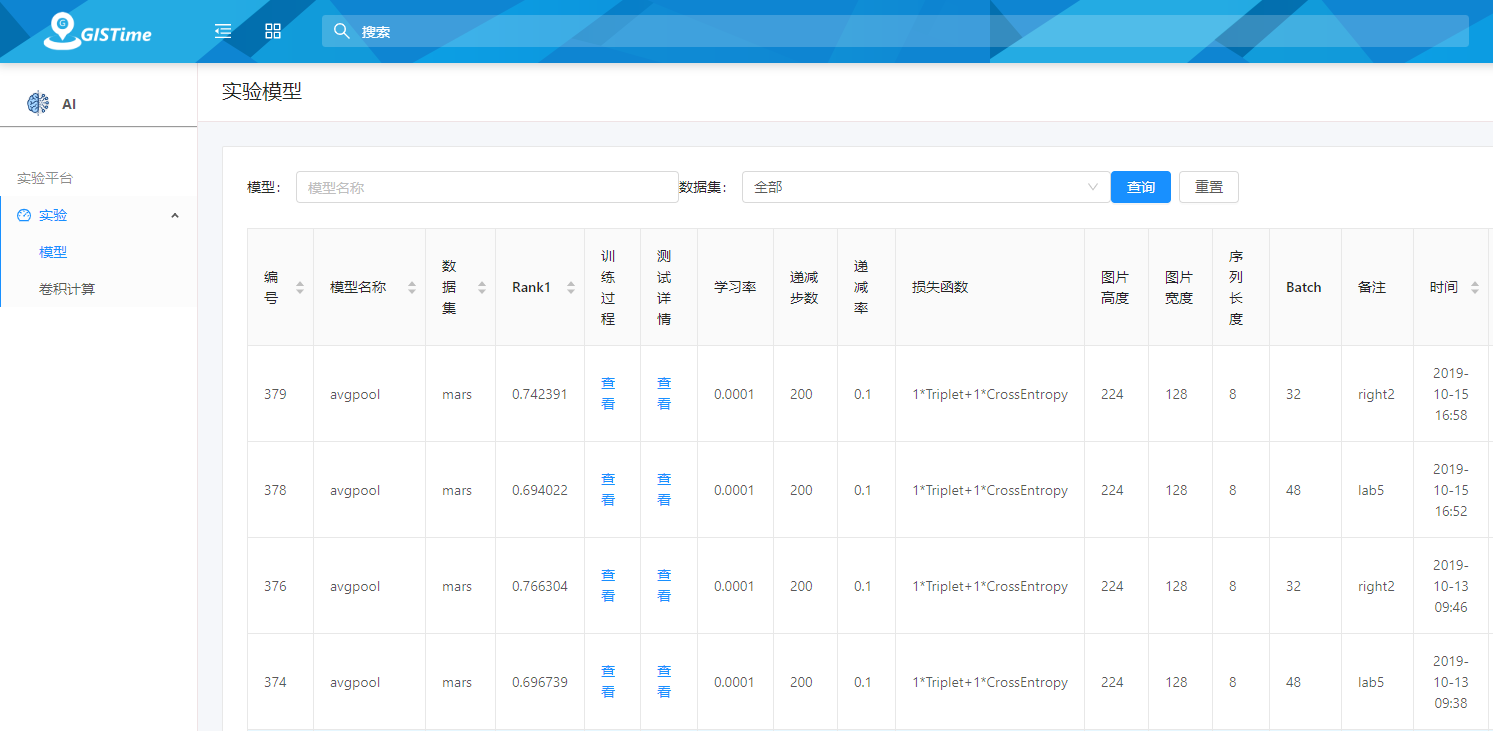 GISTime
搜索
AI
实验平台
实验
模型
卷积计算
实验模型
模型: 模型名称 数据集: 全部 查询 重置
编号 模型名称 数据集 Rank1 训练过程 测试详情 学习率 递减步数 递减率 损失函数 图片高度 图片宽度 序列长度 Batch 备注 时间
379 avgpool mars 0.742391 查看 查看 0.0001 200 0.1 1*Triplet+1*CrossEntropy 224 128 8 32 right2 2019-10-15 16:58
378 avgpool mars 0.694022 查看 查看 0.0001 200 0.1 1*Triplet+1*CrossEntropy 224 128 8 48 lab5 2019-10-15 16:52
376 avgpool mars 0.766304 查看 查看 0.0001 200 0.1 1*Triplet+1*CrossEntropy 224 128 8 32 right2 2019-10-13 09:46
374 avgpool mars 0.696739 查看 查看 0.0001 200 0.1 1*Triplet+1*CrossEntropy 224 128 8 48 lab5 2019-10-13 09:38